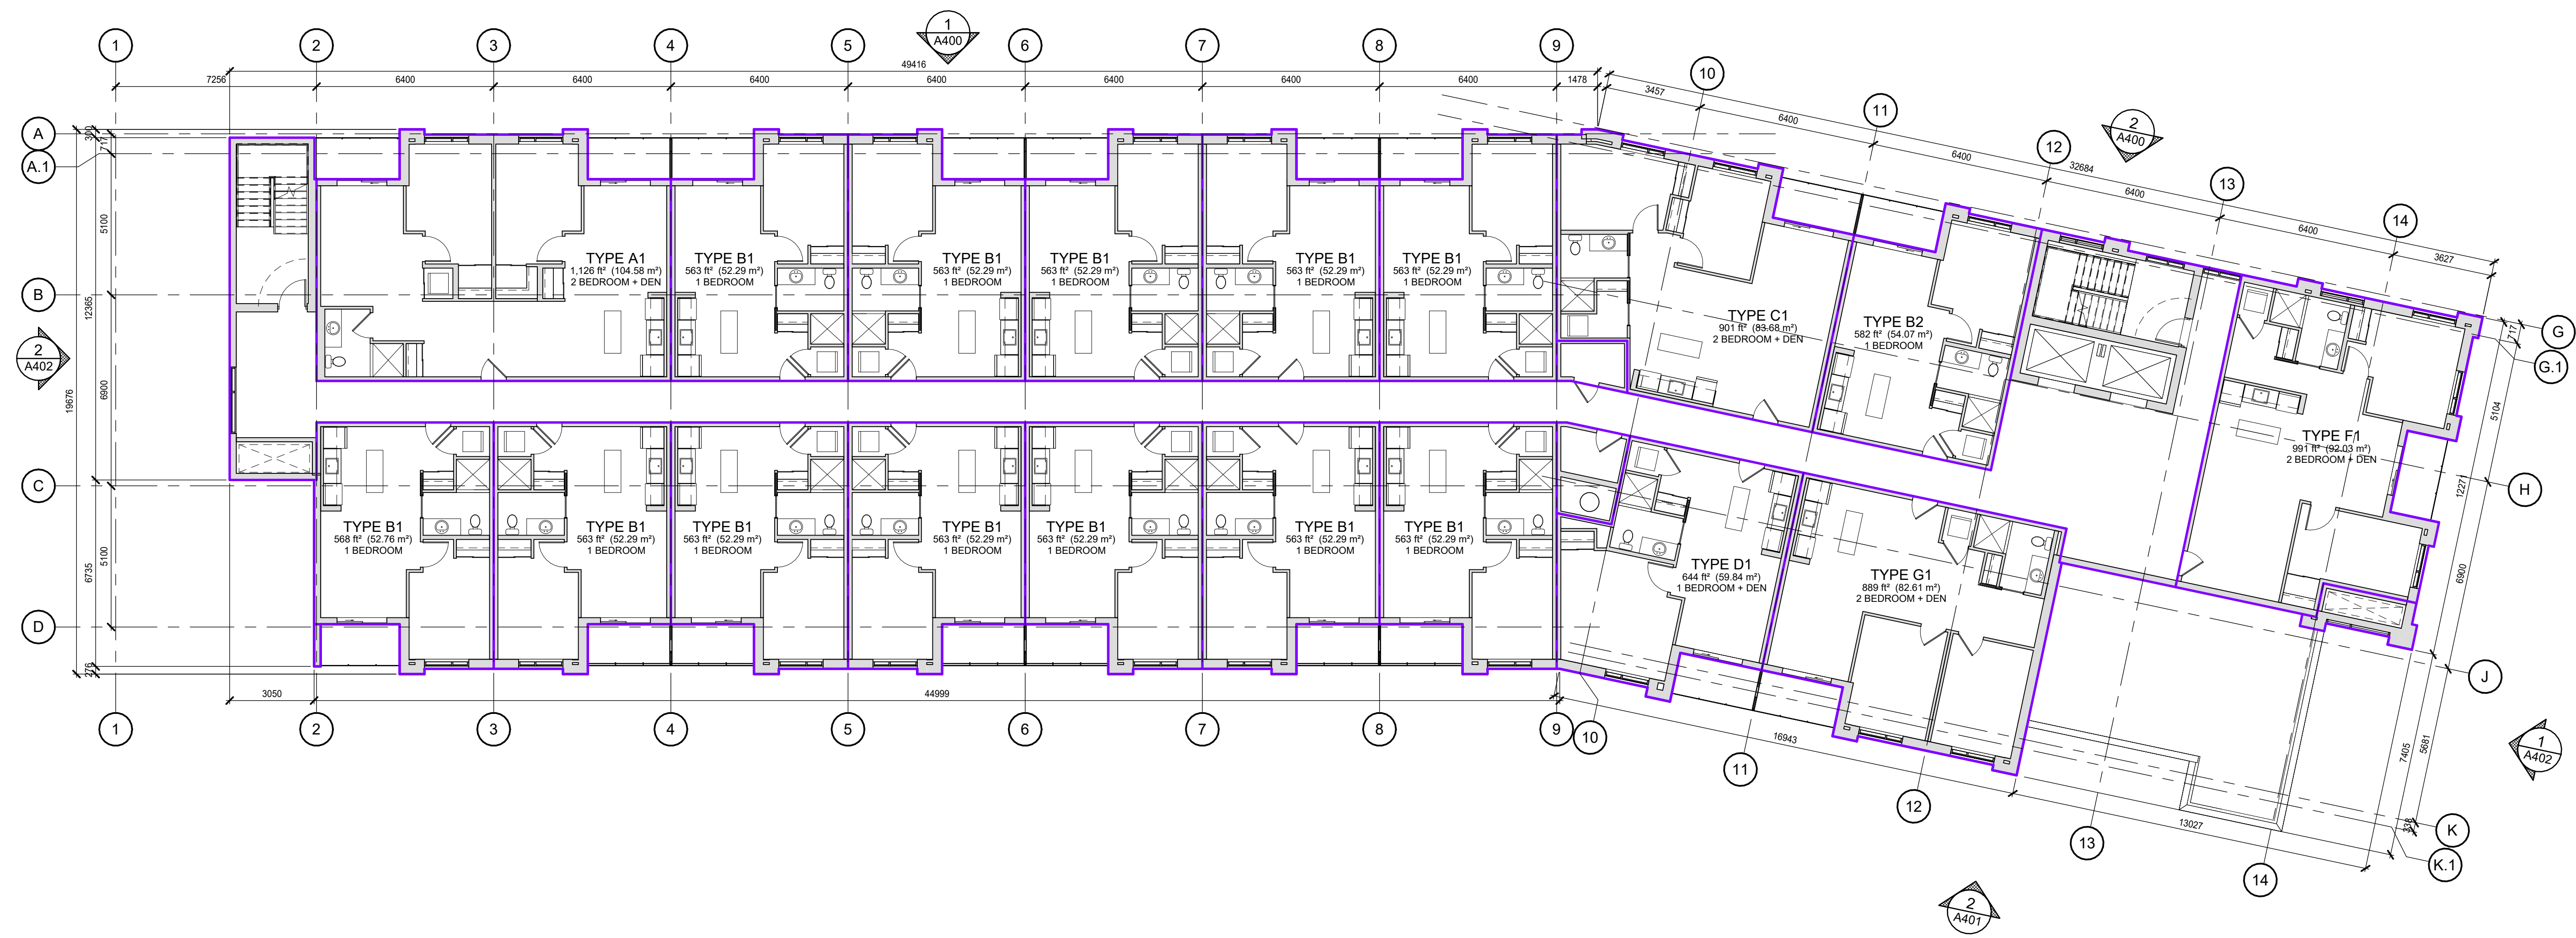 1
2
3
4
5
6
7
8
9
1
A400
49416
7256
6400
6400
6400
6400
6400
6400
6400
1478
10
11
12
13
14
2
A400
32684
3457
6400
6400
6400
6400
3627
A
A.1
B
C
D
300
717
5100
12365
6900
19676
5100
6735
276
2
A402
TYPE A1
1,126 ft² (104.58 m²)
2 BEDROOM + DEN
TYPE B1
563 ft² (52.29 m²)
1 BEDROOM
TYPE B1
563 ft² (52.29 m²)
1 BEDROOM
TYPE B1
563 ft² (52.29 m²)
1 BEDROOM
TYPE B1
563 ft² (52.29 m²)
1 BEDROOM
TYPE B1
563 ft² (52.29 m²)
1 BEDROOM
TYPE C1
901 ft² (83.68 m²)
2 BEDROOM + DEN
TYPE B2
582 ft² (54.07 m²)
1 BEDROOM
TYPE F1
991 ft² (92.03 m²)
2 BEDROOM + DEN
TYPE B1
568 ft² (52.76 m²)
1 BEDROOM
TYPE B1
563 ft² (52.29 m²)
1 BEDROOM
TYPE B1
563 ft² (52.29 m²)
1 BEDROOM
TYPE B1
563 ft² (52.29 m²)
1 BEDROOM
TYPE B1
563 ft² (52.29 m²)
1 BEDROOM
TYPE B1
563 ft² (52.29 m²)
1 BEDROOM
TYPE B1
563 ft² (52.29 m²)
1 BEDROOM
TYPE D1
644 ft² (59.84 m²)
1 BEDROOM + DEN
TYPE G1
889 ft² (82.61 m²)
2 BEDROOM + DEN
G
G.1
H
J
K
K.1
717
5104
12271
6900
7405
5681
338
1
A402
3050
44999
16943
13027
1
2
3
4
5
6
7
8
9
10
11
12
13
14
2
A401